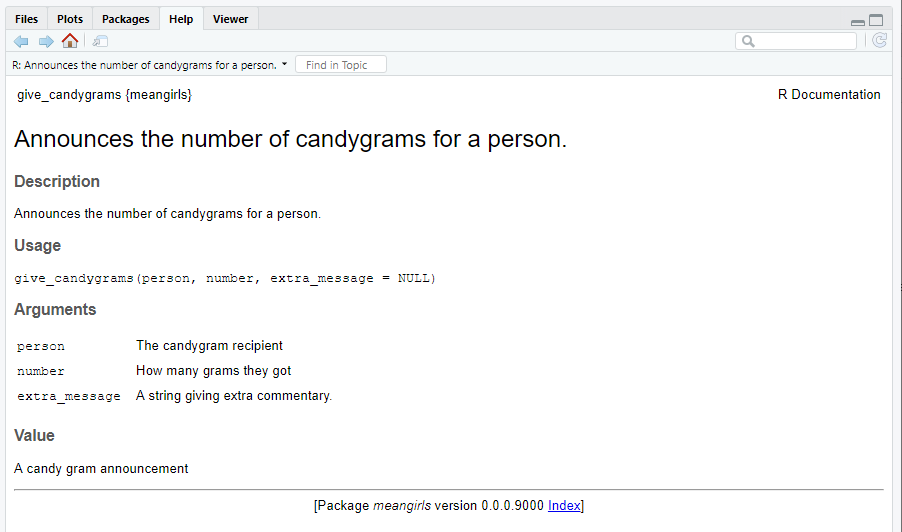 Files Plots Packages Help Viewer
R: Announces the number of candygrams for a person. Find in Topic
give_candygrams {meangirls} R Documentation
Announces the number of candygrams for a person.
Description
Announces the number of candygrams for a person.
Usage
give_candygrams(person, number, extra_message = NULL)
Arguments
person The candygram recipient
number How many grams they got
extra_message A string giving extra commentary.
Value
A candy gram announcement
[Package meangirls version 0.0.0.9000 Index]